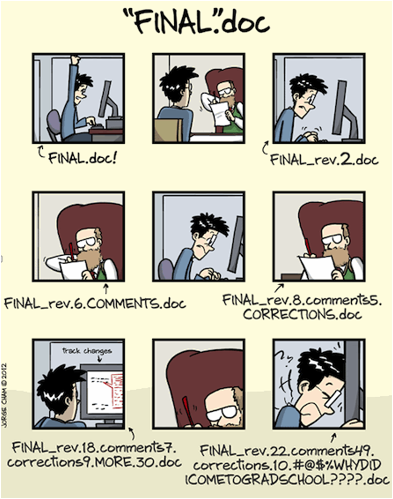 "FINAL".doc
FINAL.doc!
FINAL_rev.2.doc
FINAL_rev.6.COMMENTS.doc
FINAL_rev.8.comments5.
CORRECTIONS.doc
track changes
FINAL_rev.18.comments7.
corrections9.MORE.30.doc
FINAL_rev.22.comments49.
corrections.10.#@$%WHYDID
ICOMETOGRADSCHOOL????.doc
JORGE CHAM © 2012